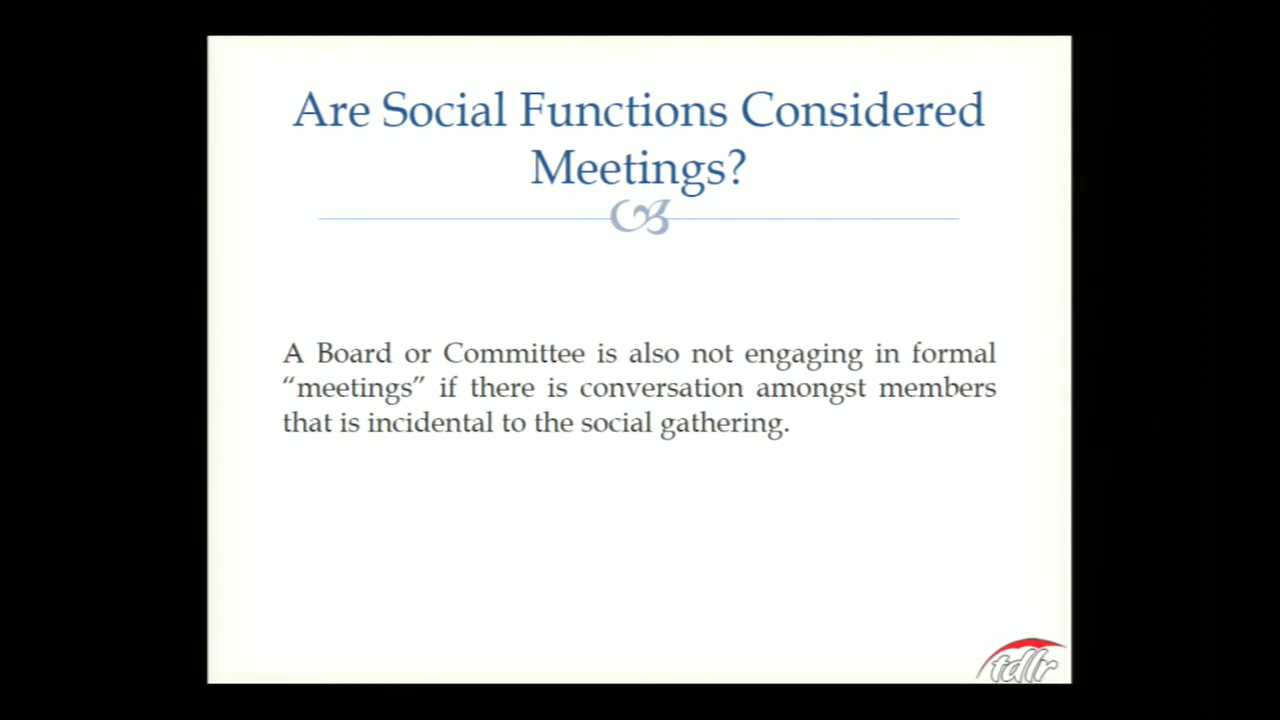 Are Social Functions Considered
Meetings?
A Board or Committee is also not engaging in formal
“meetings” if there is conversation amongst members
that is incidental to the social gathering.
tdlr